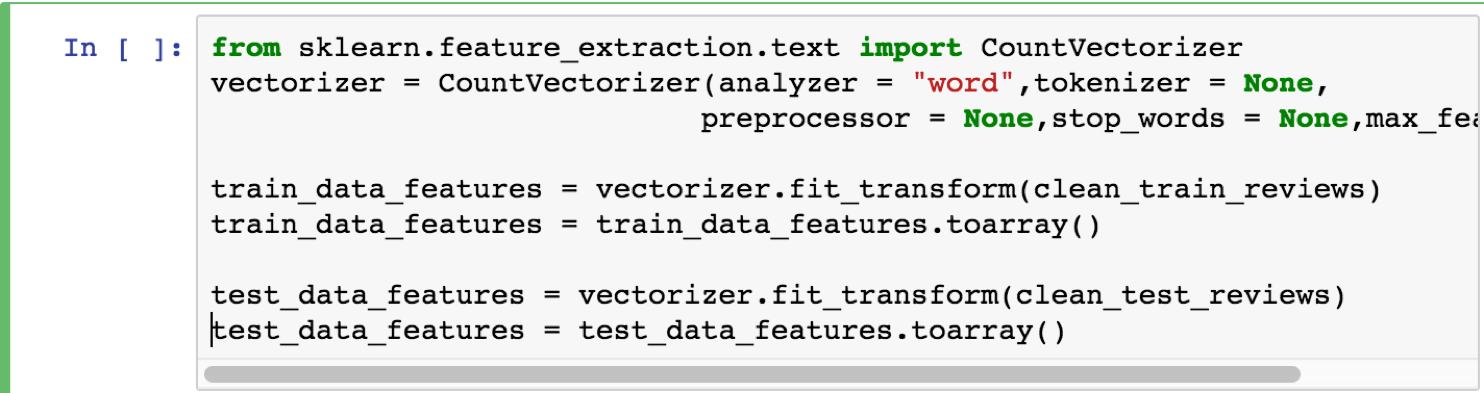 In [ ]: from sklearn.feature_extraction.text import CountVectorizer
vectorizer = CountVectorizer(analyzer = "word",tokenizer = None,
preprocessor = None,stop_words = None,
train_data_features = vectorizer.fit_transform(clean_train_reviews)
train_data_features = train_data_features.toarray()
test_data_features = vectorizer.fit_transform(clean_test_reviews)
test_data_features = test_data_features.toarray()